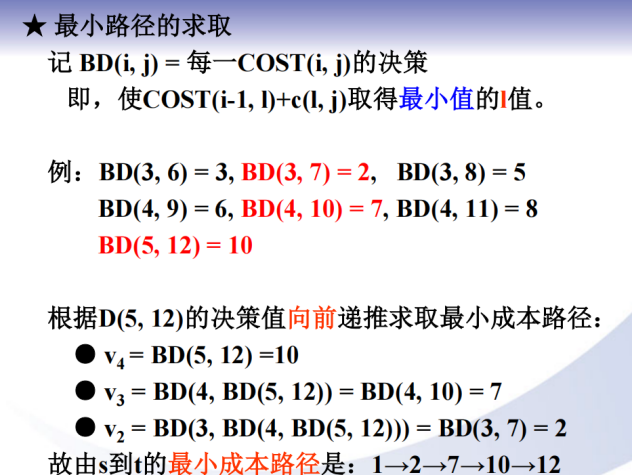 ★ 最小路径的求取
记 BD(i, j) = 每一COST(i, j)的决策
即，使COST(i-1, l)+c(l, j)取得最小值的l值。
例：BD(3, 6) = 3, BD(3, 7) = 2, BD(3, 8) = 5
BD(4, 9) = 6, BD(4, 10) = 7, BD(4, 11) = 8
BD(5, 12) = 10
根据D(5, 12)的决策值向前递推求取最小成本路径：
● v₄ = BD(5, 12) =10
● v₃ = BD(4, BD(5, 12)) = BD(4, 10) = 7
● v₂ = BD(3, BD(4, BD(5, 12))) = BD(3, 7) = 2
故由s到t的最小成本路径是：1→2→7→10→12